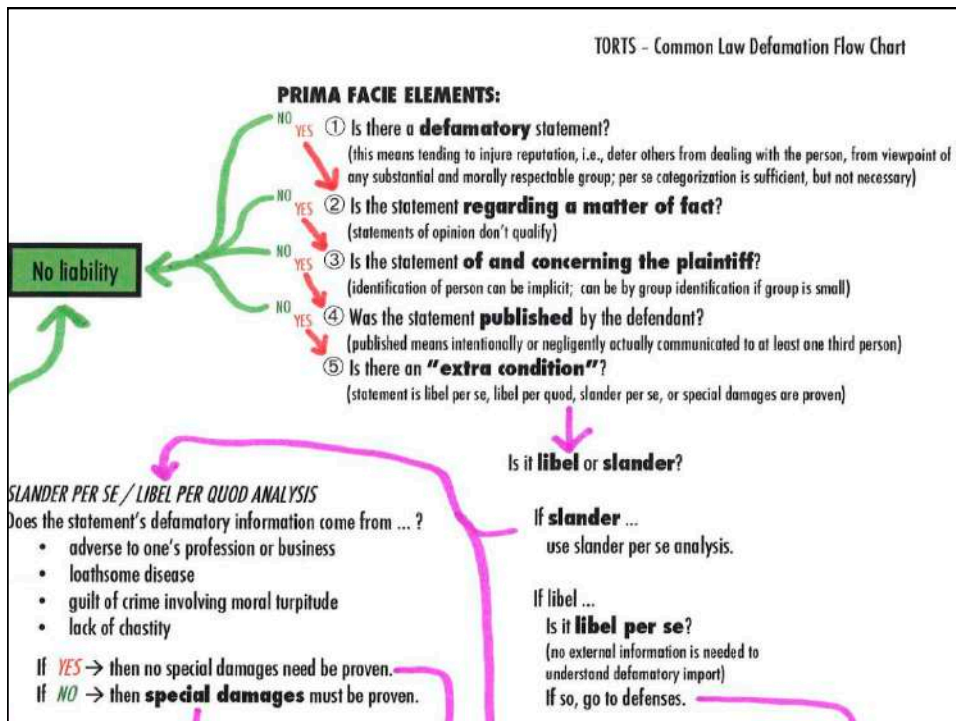 TORTS – Common Law Defamation Flow Chart
PRIMA FACIE ELEMENTS:
NO YES ① Is there a defamatory statement?
(this means tending to injure reputation, i.e., deter others from dealing with the person, from viewpoint of
any substantial and morally respectable group; per se categorization is sufficient, but not necessary)
NO YES ② Is the statement regarding a matter of fact?
(statements of opinion don't qualify)
NO YES ③ Is the statement of and concerning the plaintiff?
(identification of person can be implicit; can be by group identification if group is small)
NO YES ④ Was the statement published by the defendant?
(published means intentionally or negligently actually communicated to at least one third person)
⑤ Is there an "extra condition"?
(statement is libel per se, libel per quod, slander per se, or special damages are proven)
No liability
Is it libel or slander?
If slander ...
use slander per se analysis.
If libel ...
Is it libel per se?
(no external information is needed to
understand defamatory import)
If so, go to defenses.
SLANDER PER SE / LIBEL PER QUOD ANALYSIS
Does the statement's defamatory information come from ... ?
• adverse to one's profession or business
• loathsome disease
• guilt of crime involving moral turpitude
• lack of chastity
If YES → then no special damages need be proven.
If NO → then special damages must be proven.